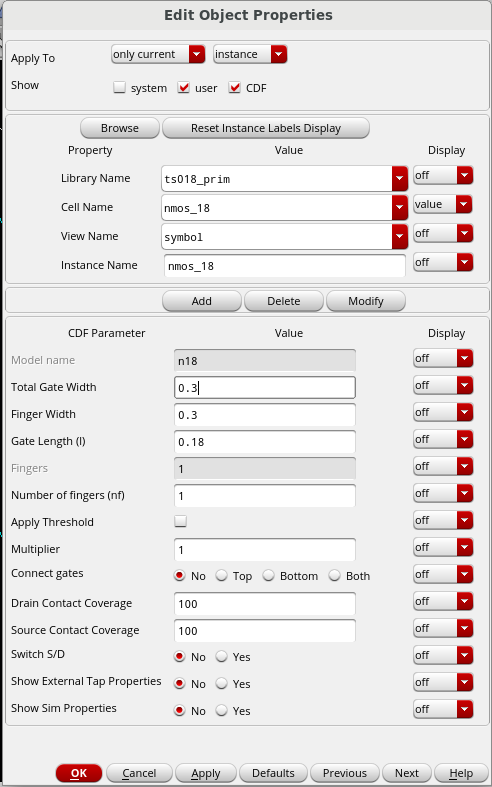 Edit Object Properties
Apply To only current instance
Show system user CDF
Browse Reset Instance Labels Display
Property Value Display
Library Name ts018_prim off
Cell Name nmos_18 value
View Name symbol off
Instance Name nmos_18 off
Add Delete Modify
CDF Parameter Value Display
Model name n18 off
Total Gate Width 0.3 off
Finger Width 0.3 off
Gate Length (l) 0.18 off
Fingers 1 off
Number of fingers (nf) 1 off
Apply Threshold off
Multiplier 1 off
Connect gates No Top Bottom Both off
Drain Contact Coverage 100 off
Source Contact Coverage 100 off
Switch S/D No Yes off
Show External Tap Properties No Yes off
Show Sim Properties No Yes off
OK Cancel Apply Defaults Previous Next Help